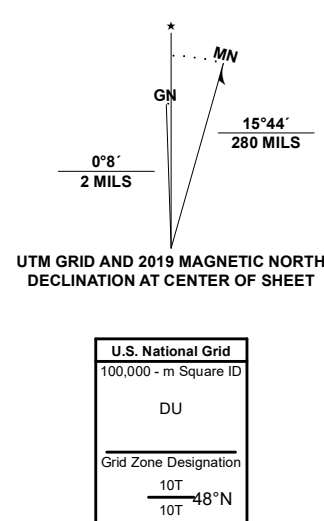 ★
MN
GN
15°44´
280 MILS
0°8´
2 MILS
UTM GRID AND 2019 MAGNETIC NORTH
DECLINATION AT CENTER OF SHEET
U.S. National Grid
100,000 - m Square ID
DU
Grid Zone Designation
10T
48°N
10T